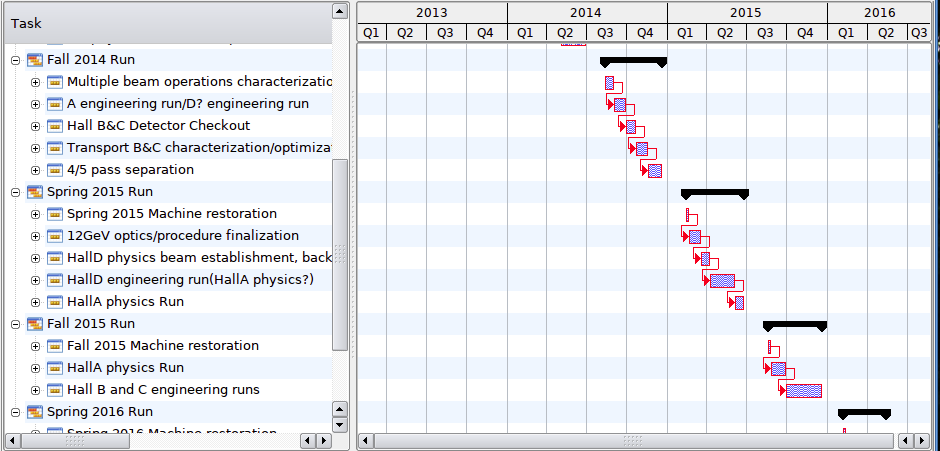 Task
2013 2014 2015 2016
Q1 Q2 Q3 Q4 Q1 Q2 Q3 Q4 Q1 Q2 Q3 Q4 Q1 Q2 Q3
Fall 2014 Run
Multiple beam operations characterizatio
A engineering run/D? engineering run
Hall B&C Detector Checkout
Transport B&C characterization/optimiza
4/5 pass separation
Spring 2015 Run
Spring 2015 Machine restoration
12GeV optics/procedure finalization
HallD physics beam establishment, back
HallD engineering run(HallA physics?)
HallA physics Run
Fall 2015 Run
Fall 2015 Machine restoration
HallA physics Run
Hall B and C engineering runs
Spring 2016 Run
Spring 2016 Machine restoration